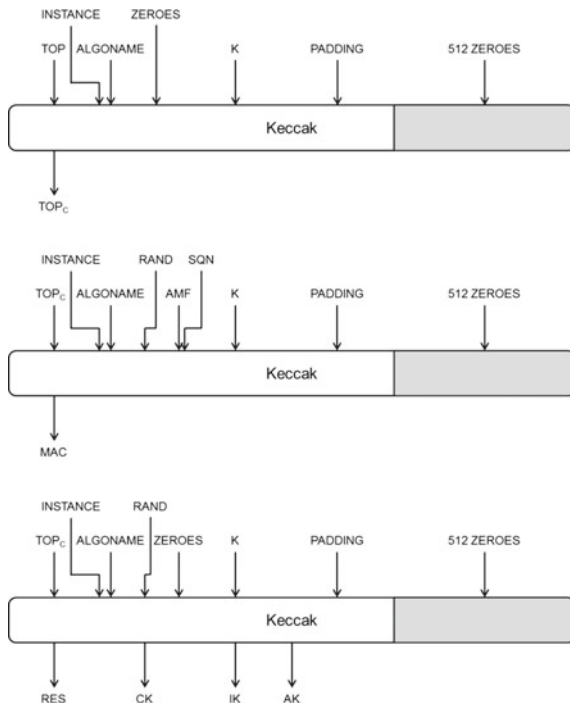 INSTANCE ZEROES
TOP ALGONAME K PADDING 512 ZEROES
Keccak
TOPC
INSTANCE RAND SQN
TOPC ALGONAME AMF K PADDING 512 ZEROES
Keccak
MAC
INSTANCE RAND
TOPC ALGONAME ZEROES K PADDING 512 ZEROES
Keccak
RES CK IK AK